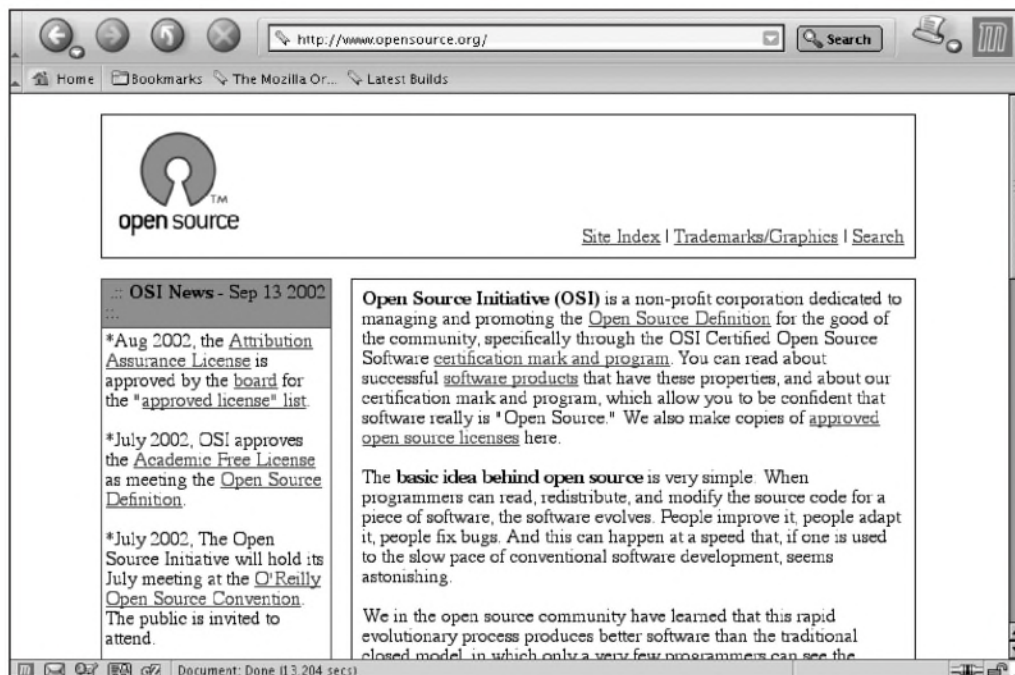 http://www.opensource.org/
Search
Home
Bookmarks
The Mozilla Or...
Latest Builds
TM
open source
Site Index | Trademarks/Graphics | Search
.:: OSI News - Sep 13 2002
:::
*Aug 2002, the Attribution
Assurance License is
approved by the board for
the "approved license" list.
*July 2002, OSI approves
the Academic Free License
as meeting the Open Source
Definition.
*July 2002, The Open
Source Initiative will hold its
July meeting at the O'Reilly
Open Source Convention.
The public is invited to
attend.
Open Source Initiative (OSI) is a non-profit corporation dedicated to
managing and promoting the Open Source Definition for the good of
the community, specifically through the OSI Certified Open Source
Software certification mark and program. You can read about
successful software products that have these properties, and about our
certification mark and program, which allow you to be confident that
software really is "Open Source." We also make copies of approved
open source licenses here.
The basic idea behind open source is very simple. When
programmers can read, redistribute, and modify the source code for a
piece of software, the software evolves. People improve it, people adapt
it, people fix bugs. And this can happen at a speed that, if one is used
to the slow pace of conventional software development, seems
astonishing.
We in the open source community have learned that this rapid
evolutionary process produces better software than the traditional
closed model, in which only a very few programmers can see the
Document: Done (13.204 secs)